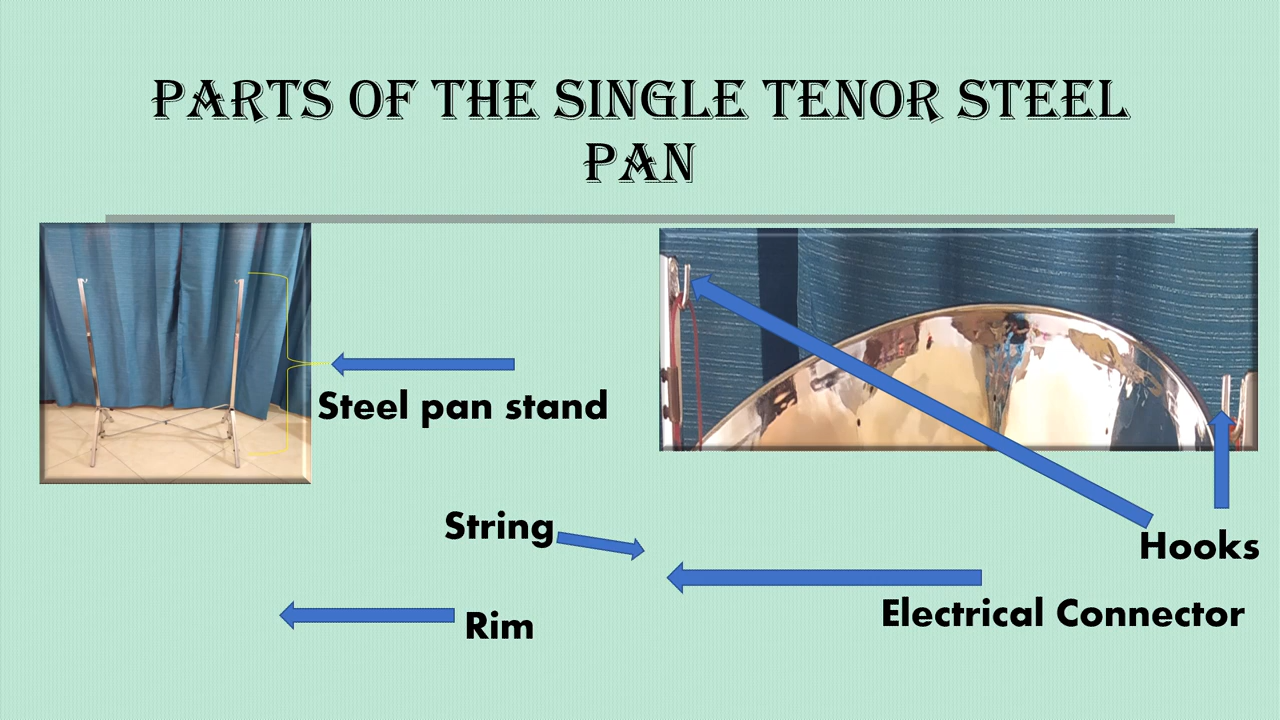 PARTS OF THE SINGLE TENOR STEEL
PAN
Steel pan stand
String
Hooks
Electrical Connector
Rim